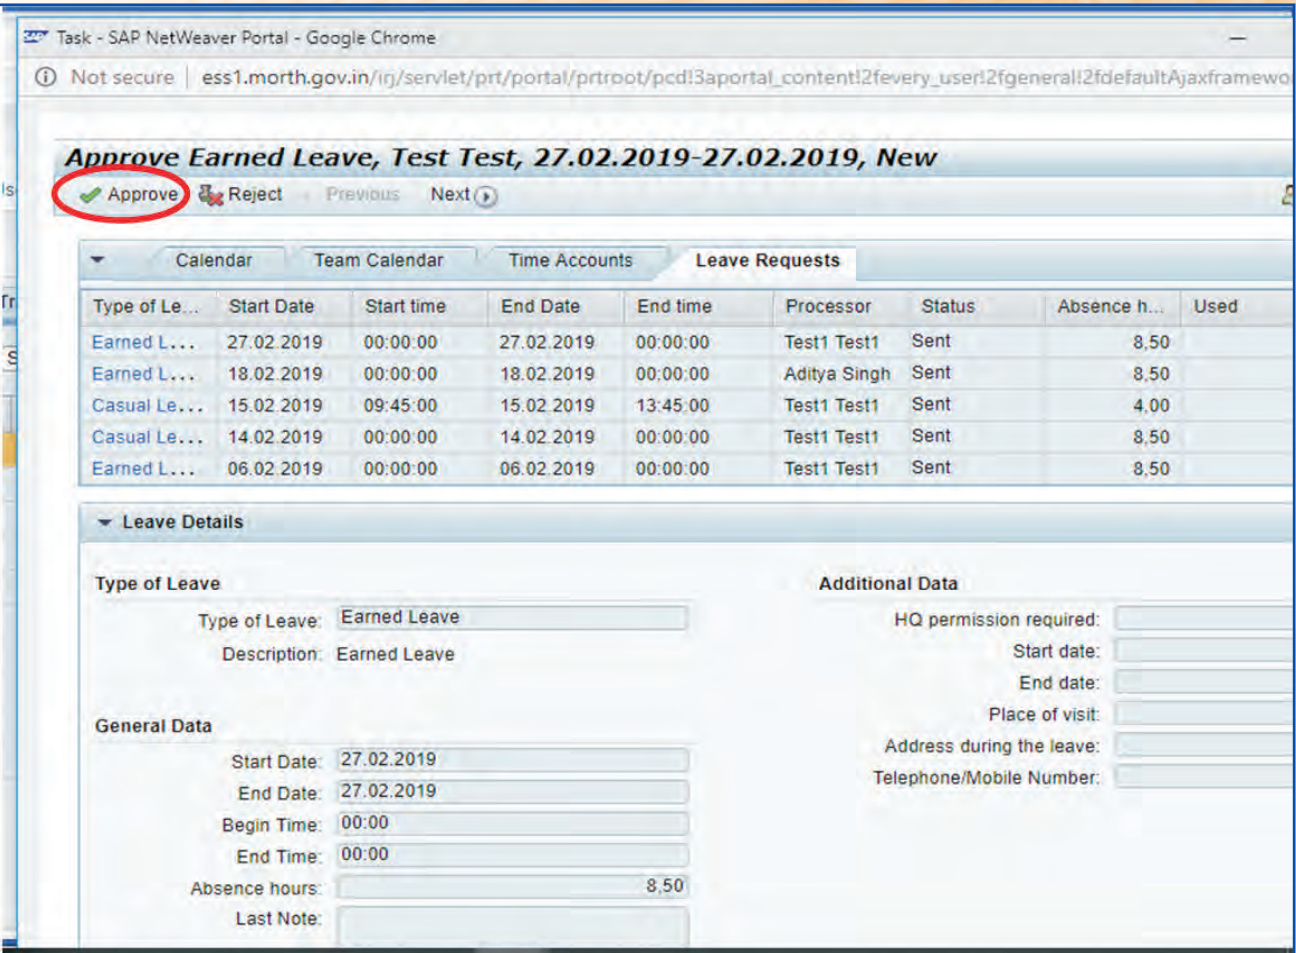 SAP Task - SAP NetWeaver Portal - Google Chrome
Not secure | ess1.morth.gov.in/irj/servlet/prt/portal/prtroot/pcd!3aportal_content!2fevery_user!2fgeneral!2fdefaultAjaxframewo
Approve Earned Leave, Test Test, 27.02.2019-27.02.2019, New
Approve Reject Previous Next
Calendar Team Calendar Time Accounts Leave Requests
Type of Le... Start Date Start time End Date End time Processor Status Absence h... Used
Earned L... 27.02.2019 00:00:00 27.02.2019 00:00:00 Test1 Test1 Sent 8,50
Earned L... 18.02.2019 00:00:00 18.02.2019 00:00:00 Aditya Singh Sent 8,50
Casual Le... 15.02.2019 09:45:00 15.02.2019 13:45:00 Test1 Test1 Sent 4,00
Casual Le... 14.02.2019 00:00:00 14.02.2019 00:00:00 Test1 Test1 Sent 8,50
Earned L... 06.02.2019 00:00:00 06.02.2019 00:00:00 Test1 Test1 Sent 8,50
Leave Details
Type of Leave
Type of Leave: Earned Leave
Description: Earned Leave
General Data
Start Date: 27.02.2019
End Date: 27.02.2019
Begin Time: 00:00
End Time: 00:00
Absence hours: 8,50
Last Note:
Additional Data
HQ permission required:
Start date:
End date:
Place of visit:
Address during the leave:
Telephone/Mobile Number: